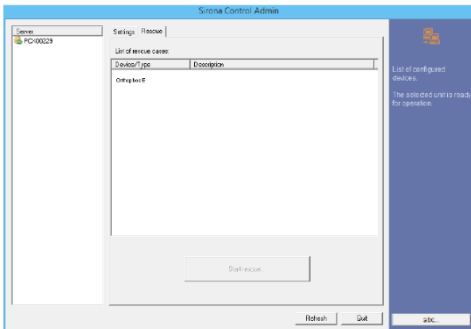 Sirona Control Admin
Server
PCX00229
Settings
Rescue
List of rescue cases:
Device/Type
Description
Orthophos E
Start rescue...
Refresh
Quit
List of configured
devices.
The selected unit is ready
for operation.